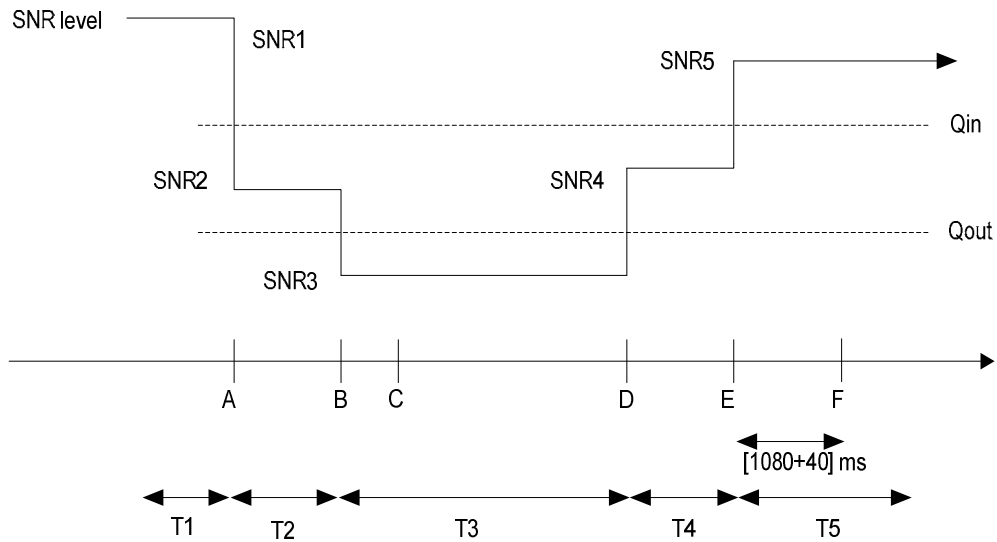 SNR level
SNR1
SNR5
Qin
SNR2
SNR4
Qout
SNR3
A B C D E F
[1080+40] ms
T1 T2 T3 T4 T5